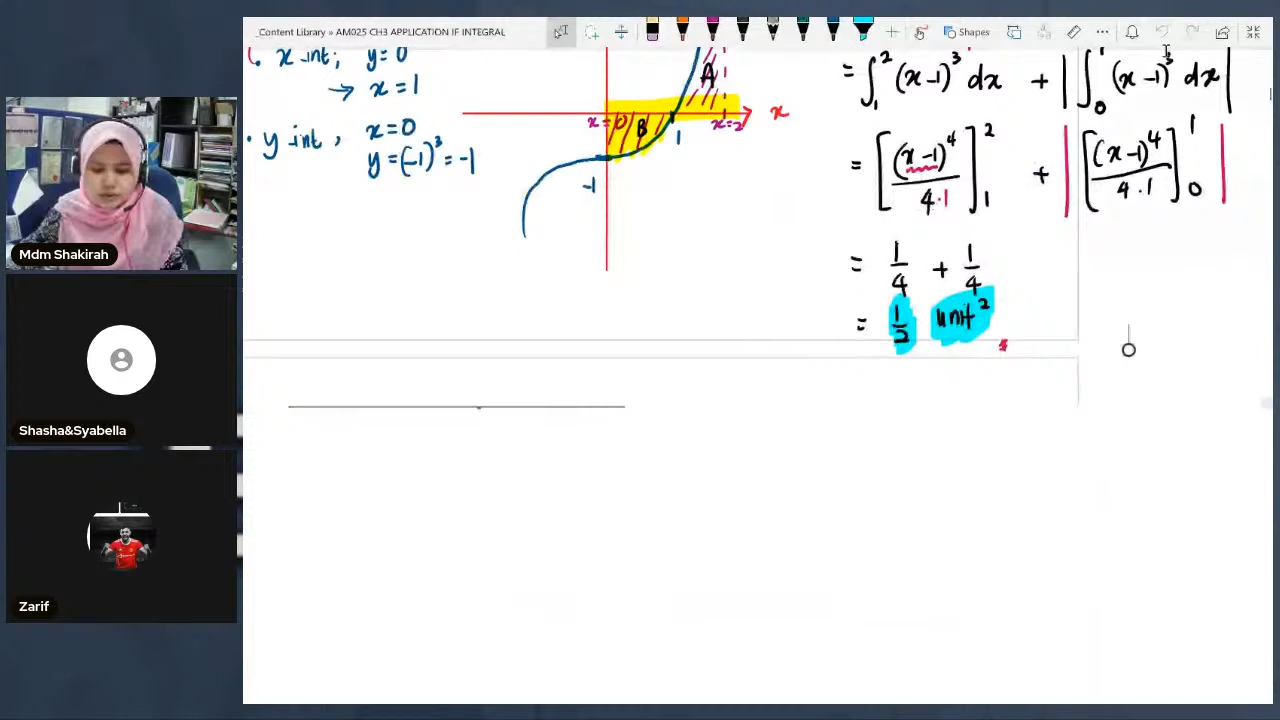 _Content Library » AM025 CH3 APPLICATION IF INTEGRAL
Shapes
• x int; y = 0
→ x = 1
• y int, x = 0
y = (-1)³ = -1
A
B
x = 0
1
x = 2
x
-1
= ∫₁² (x-1)³ dx + | ∫₀¹ (x-1)³ dx |
= [ (x-1)⁴ / 4·1 ]₁² + | [ (x-1)⁴ / 4·1 ]₀¹ |
= 1/4 + 1/4
= 1/2 unit²
Mdm Shakirah
Shasha&Syabella
Zarif